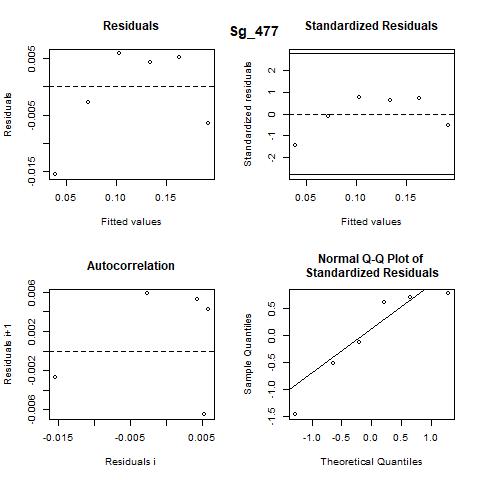 Sg_477
Residuals
Residuals
0.005
-0.005
-0.015
0.05
0.10
0.15
Fitted values
Standardized Residuals
Standardized residuals
2
1
0
-1
-2
0.05
0.10
0.15
Fitted values
Autocorrelation
Residuals i+1
0.006
0.002
-0.002
-0.006
-0.015
-0.005
0.005
Residuals i
Normal Q-Q Plot of
Standardized Residuals
Sample Quantiles
0.5
0.0
-0.5
-1.0
-1.5
-1.0
0.0
0.5
1.0
Theoretical Quantiles